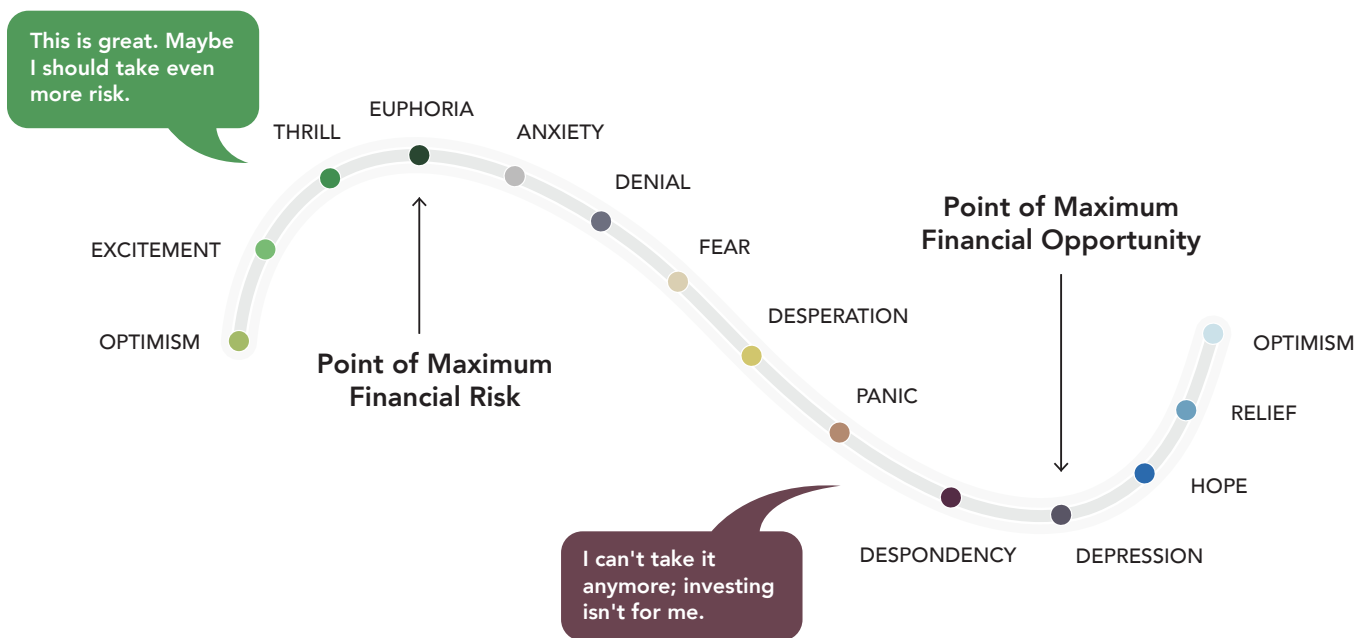 This is great. Maybe
I should take even
more risk.
EUPHORIA
THRILL
ANXIETY
DENIAL
EXCITEMENT
FEAR
Point of Maximum
Financial Opportunity
OPTIMISM
DESPERATION
OPTIMISM
Point of Maximum
Financial Risk
PANIC
RELIEF
HOPE
I can't take it
anymore; investing
isn't for me.
DESPONDENCY
DEPRESSION